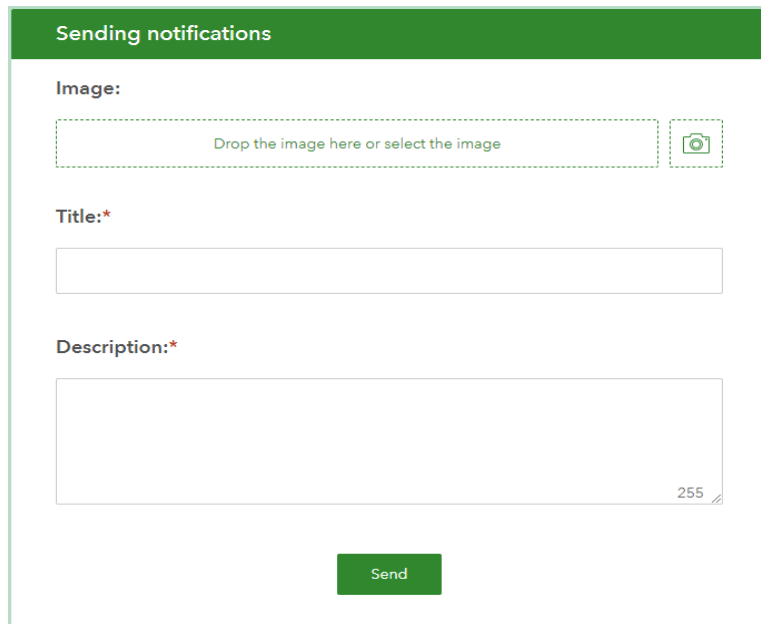 Sending notifications
Image:
Drop the image here or select the image
Title:*
Description:*
255
Send